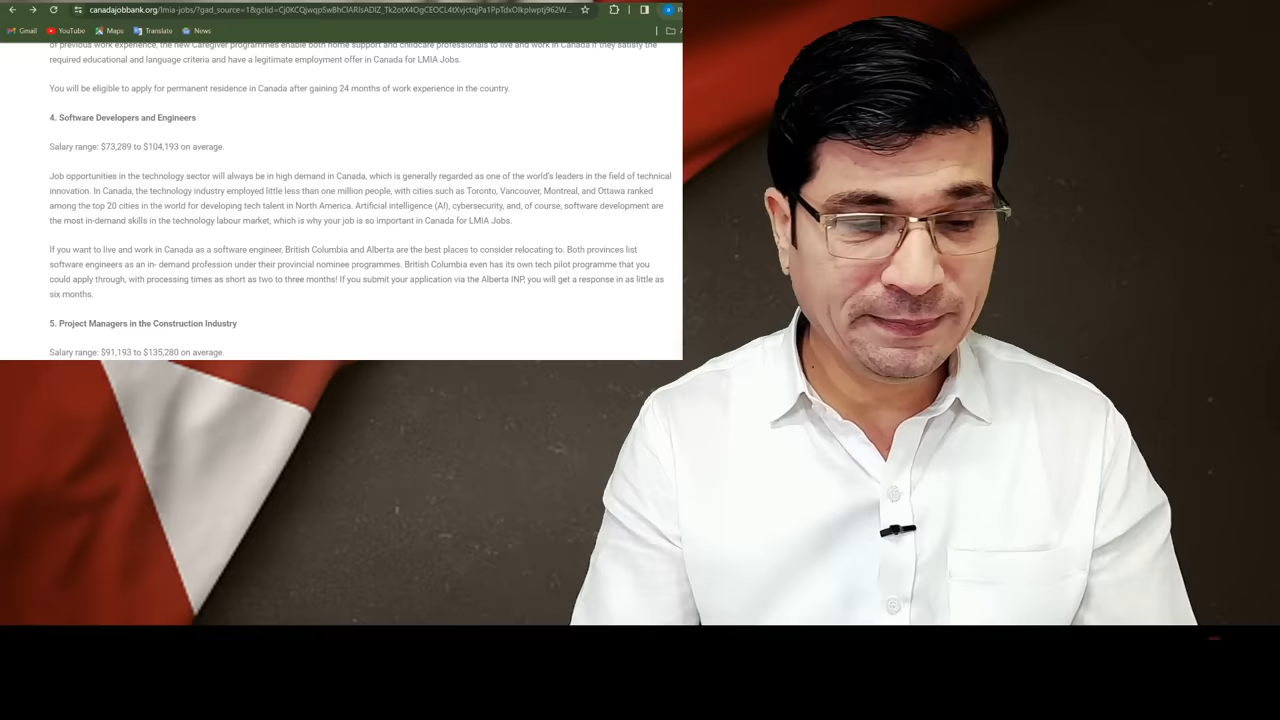 canadajobbank.org/lmia-jobs/?gad_source=1&gclid=
Gmail YouTube Maps Translate News
of previous work experience, the new Caregiver programmes enable both home support and childcare professionals to live and work in Canada if they satisfy the
required educational and language criteria and have a legitimate employment offer in Canada for LMIA Jobs.
You will be eligible to apply for permanent residence in Canada after gaining 24 months of work experience in the country.
4. Software Developers and Engineers
Salary range: $73,289 to $104,193 on average.
Job opportunities in the technology sector will always be in high demand in Canada, which is generally regarded as one of the world's leaders in the field of technical
innovation. In Canada, the technology industry employed little less than one million people, with cities such as Toronto, Vancouver, Montreal, and Ottawa ranked
among the top 20 cities in the world for developing tech talent in North America. Artificial intelligence (AI), cybersecurity, and, of course, software development are
the most in-demand skills in the technology labour market, which is why your job is so important in Canada for LMIA Jobs.
If you want to live and work in Canada as a software engineer, British Columbia and Alberta are the best places to consider relocating to. Both provinces list
software engineers as an in- demand profession under their provincial nominee programmes. British Columbia even has its own tech pilot programme that you
could apply through, with processing times as short as two to three months! If you submit your application via the Alberta INP, you will get a response in as little as
six months.
5. Project Managers in the Construction Industry
Salary range: $91,193 to $135,280 on average.